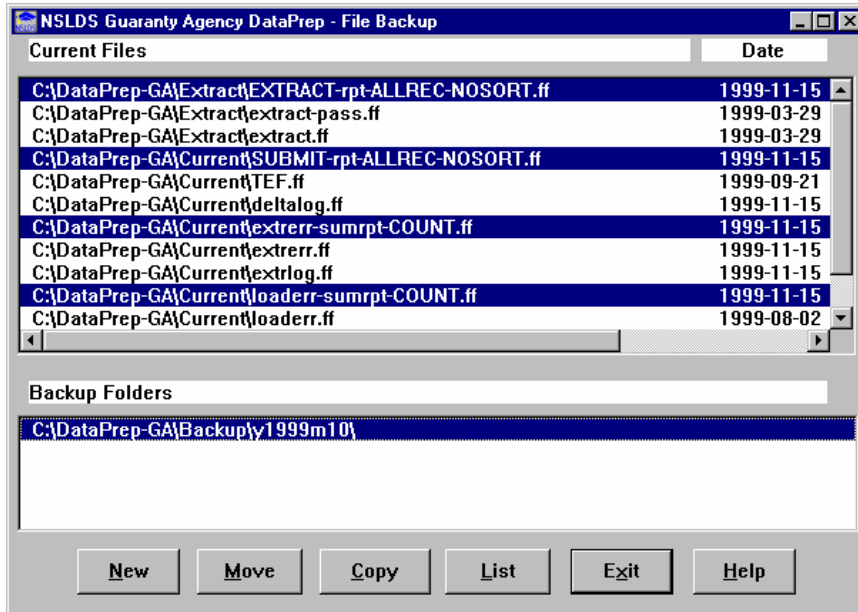 NSLDS Guaranty Agency DataPrep - File Backup
Current Files Date
C:\DataPrep-GA\Extract\EXTRACT-rpt-ALLREC-NOSORT.ff 1999-11-15
C:\DataPrep-GA\Extract\extract-pass.ff 1999-03-29
C:\DataPrep-GA\Extract\extract.ff 1999-03-29
C:\DataPrep-GA\Current\SUBMIT-rpt-ALLREC-NOSORT.ff 1999-11-15
C:\DataPrep-GA\Current\TEF.ff 1999-09-21
C:\DataPrep-GA\Current\deltalog.ff 1999-11-15
C:\DataPrep-GA\Current\extrerr-sumrpt-COUNT.ff 1999-11-15
C:\DataPrep-GA\Current\extrerr.ff 1999-11-15
C:\DataPrep-GA\Current\extrlog.ff 1999-11-15
C:\DataPrep-GA\Current\loaderr-sumrpt-COUNT.ff 1999-11-15
C:\DataPrep-GA\Current\loaderr.ff 1999-08-02
Backup Folders
C:\DataPrep-GA\Backup\y1999m10\
New Move Copy List Exit Help